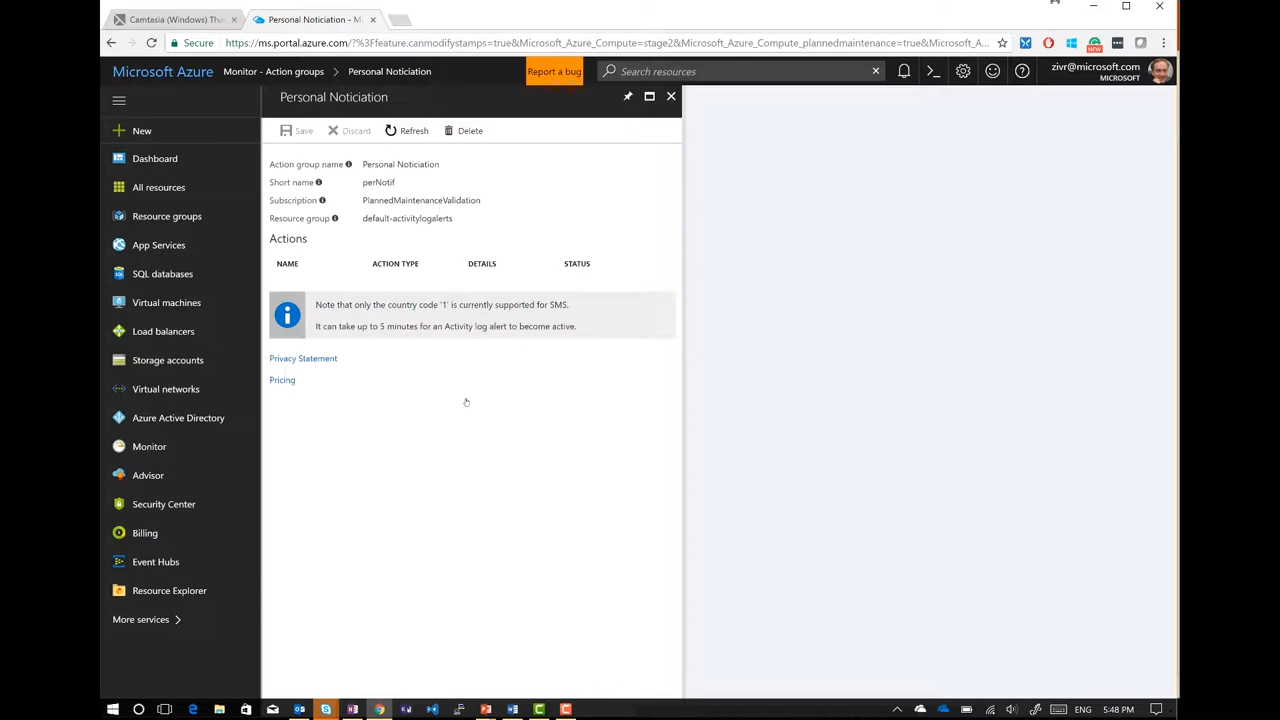 Camtasia (Windows) The
Personal Noticiation - M
Secure
https://ms.portal.azure.com/?%3Ffeature.canmodifystamps=true&Microsoft_Azure_Compute=stage2&Microsoft_Azure_Compute_plannedmaintenance=true&Microsoft_A...
Microsoft Azure
Monitor - Action groups
Personal Noticiation
Report a bug
Search resources
zivr@microsoft.com
MICROSOFT
Personal Noticiation
New
Save
Discard
Refresh
Delete
Dashboard
All resources
Resource groups
App Services
SQL databases
Virtual machines
Load balancers
Storage accounts
Virtual networks
Azure Active Directory
Monitor
Advisor
Security Center
Billing
Event Hubs
Resource Explorer
More services
Action group name
Personal Noticiation
Short name
perNotif
Subscription
PlannedMaintenanceValidation
Resource group
default-activitylogalerts
Actions
NAME
ACTION TYPE
DETAILS
STATUS
Note that only the country code '1' is currently supported for SMS.
It can take up to 5 minutes for an Activity log alert to become active.
Privacy Statement
Pricing
ENG
5:48 PM